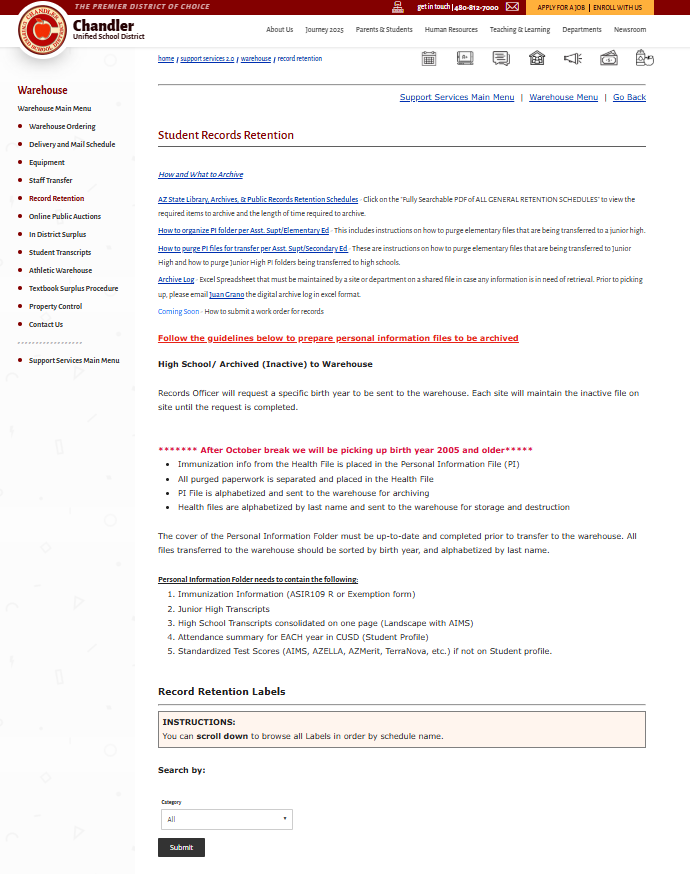 THE PREMIER DISTRICT OF CHOICE
get in touch | 480-812-7000
APPLY FOR A JOB | ENROLL WITH US
Chandler
Unified School District
About Us Journey 2025 Parents & Students Human Resources Teaching & Learning Departments Newsroom
home / support services 2.0 / warehouse / record retention
Warehouse
Warehouse Main Menu
Warehouse Ordering
Delivery and Mail Schedule
Equipment
Staff Transfer
Record Retention
Online Public Auctions
In District Surplus
Student Transcripts
Athletic Warehouse
Textbook Surplus Procedure
Property Control
Contact Us
-------------------
Support Services Main Menu
Support Services Main Menu | Warehouse Menu | Go Back
Student Records Retention
How and What to Archive
AZ State Library, Archives, & Public Records Retention Schedules - Click on the "Fully Searchable PDF of ALL GENERAL RETENTION SCHEDULES" to view the
required items to archive and the length of time required to archive.
How to organize PI folder per Asst. Supt/Elementary Ed - This includes instructions on how to purge elementary files that are being transferred to a junior high.
How to purge PI files for transfer per Asst. Supt/Secondary Ed - These are instructions on how to purge elementary files that are being transferred to Junior
High and how to purge Junior High PI folders being transferred to high schools.
Archive Log - Excel Spreadsheet that must be maintained by a site or department on a shared file in case any information is in need of retrieval. Prior to picking
up, please email Juan Grano the digital archive log in excel format.
Coming Soon - How to submit a work order for records
Follow the guidelines below to prepare personal information files to be archived
High School/ Archived (Inactive) to Warehouse
Records Officer will request a specific birth year to be sent to the warehouse. Each site will maintain the inactive file on
site until the request is completed.
******* After October break we will be picking up birth year 2005 and older*****
Immunization info from the Health File is placed in the Personal Information File (PI)
All purged paperwork is separated and placed in the Health File
PI File is alphabetized and sent to the warehouse for archiving
Health files are alphabetized by last name and sent to the warehouse for storage and destruction
The cover of the Personal Information Folder must be up-to-date and completed prior to transfer to the warehouse. All
files transferred to the warehouse should be sorted by birth year, and alphabetized by last name.
Personal Information Folder needs to contain the following:
1. Immunization Information (ASIR109 R or Exemption form)
2. Junior High Transcripts
3. High School Transcripts consolidated on one page (Landscape with AIMS)
4. Attendance summary for EACH year in CUSD (Student Profile)
5. Standardized Test Scores (AIMS, AZELLA, AZMerit, TerraNova, etc.) if not on Student profile.
Record Retention Labels
INSTRUCTIONS:
You can scroll down to browse all Labels in order by schedule name.
Search by:
Category
All
Submit